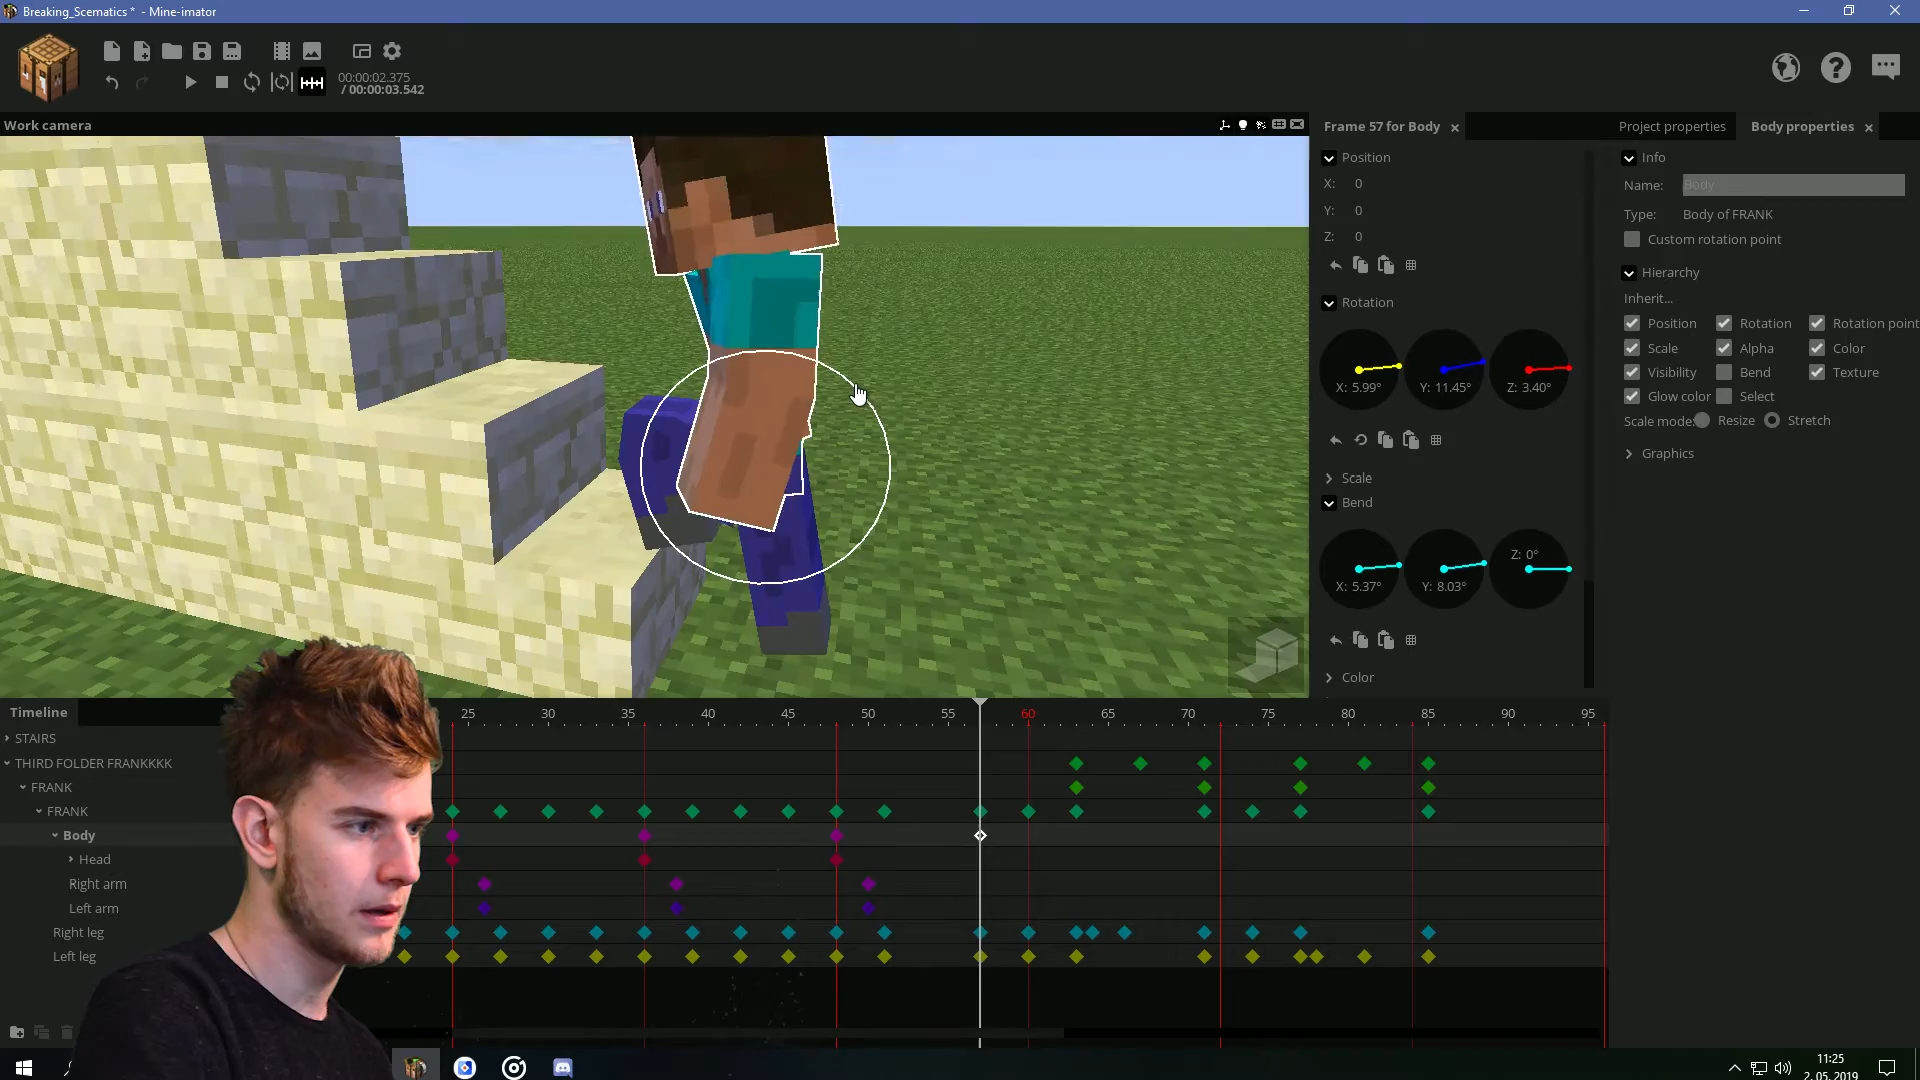 Breaking_Scematics * - Mine-imator
00:00:02.375
/ 00:00:03.542
Work camera
Frame 57 for Body
Project properties
Body properties
Position
X: 0
Y: 0
Z: 0
Rotation
X: 5.99° Y: 11.45° Z: 3.40°
Scale
Bend
X: 5.37° Y: 8.03° Z: 0°
Color
Info
Name: Body
Type: Body of FRANK
Custom rotation point
Hierarchy
Inherit...
Position Rotation Rotation point
Scale Alpha Color
Visibility Bend Texture
Glow color Select
Scale mode: Resize Stretch
Graphics
Timeline
25 30 35 40 45 50 55 60 65 70 75 80 85 90 95
STAIRS
THIRD FOLDER FRANKKKK
FRANK
FRANK
Body
Head
Right arm
Left arm
Right leg
Left leg
11:25
2. 05. 2019